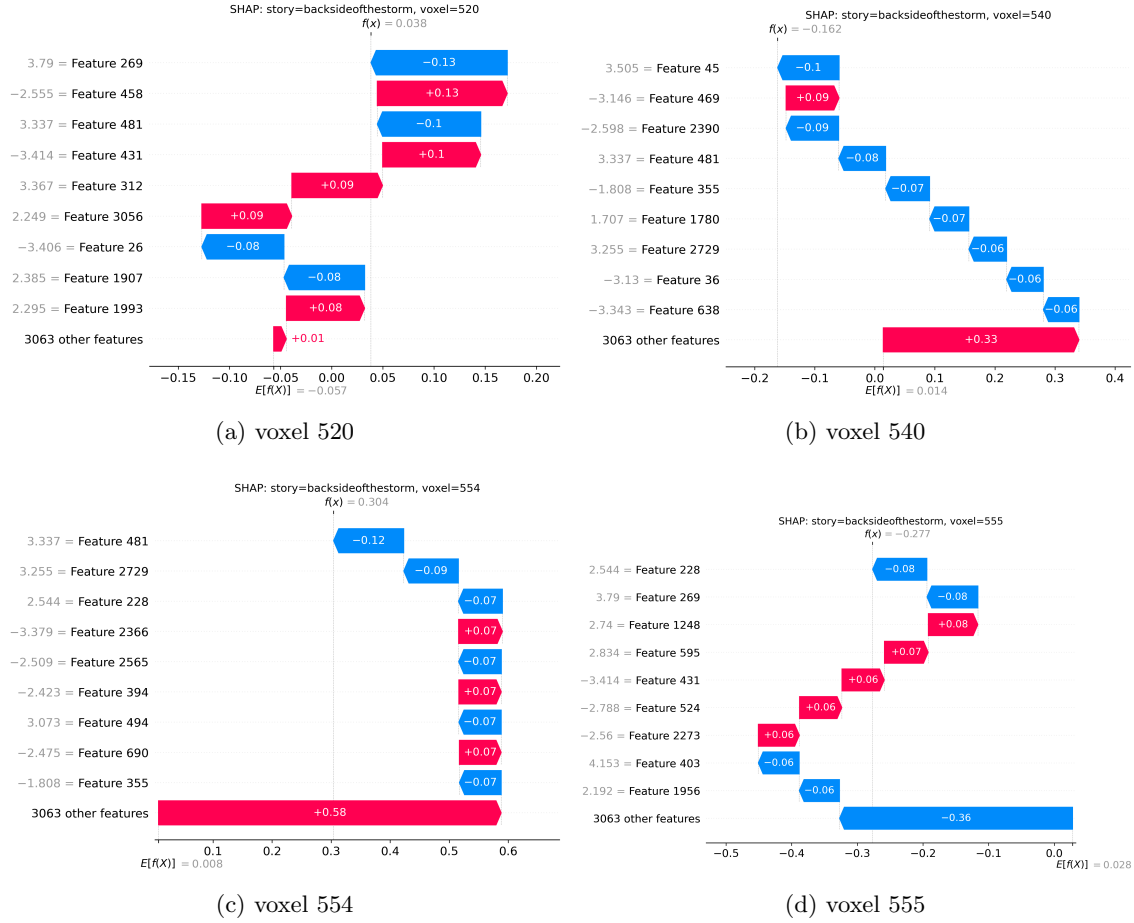 SHAP: story=backsideofthestorm, voxel=520
f(x) = 0.038
3.79 = Feature 269
−0.13
−2.555 = Feature 458
+0.13
3.337 = Feature 481
−0.1
−3.414 = Feature 431
+0.1
3.367 = Feature 312
+0.09
2.249 = Feature 3056
+0.09
−3.406 = Feature 26
−0.08
2.385 = Feature 1907
−0.08
2.295 = Feature 1993
+0.08
3063 other features
+0.01
−0.15 −0.10 −0.05 0.00 0.05 0.10 0.15 0.20
E[f(X)] = −0.057
(a) voxel 520
SHAP: story=backsideofthestorm, voxel=540
f(x) = −0.162
3.505 = Feature 45
−0.1
−3.146 = Feature 469
+0.09
−2.598 = Feature 2390
−0.09
3.337 = Feature 481
−0.08
−1.808 = Feature 355
−0.07
1.707 = Feature 1780
−0.07
3.255 = Feature 2729
−0.06
−3.13 = Feature 36
−0.06
−3.343 = Feature 638
−0.06
3063 other features
+0.33
−0.2 −0.1 0.0 0.1 0.2 0.3 0.4
E[f(X)] = 0.014
(b) voxel 540
SHAP: story=backsideofthestorm, voxel=554
f(x) = 0.304
3.337 = Feature 481
−0.12
3.255 = Feature 2729
−0.09
2.544 = Feature 228
−0.07
−3.379 = Feature 2366
+0.07
−2.509 = Feature 2565
−0.07
−2.423 = Feature 394
+0.07
3.073 = Feature 494
−0.07
−2.475 = Feature 690
+0.07
−1.808 = Feature 355
−0.07
3063 other features
+0.58
0.1 0.2 0.3 0.4 0.5 0.6
E[f(X)] = 0.008
(c) voxel 554
SHAP: story=backsideofthestorm, voxel=555
f(x) = −0.277
2.544 = Feature 228
−0.08
3.79 = Feature 269
−0.08
2.74 = Feature 1248
+0.08
2.834 = Feature 595
+0.07
−3.414 = Feature 431
+0.06
−2.788 = Feature 524
+0.06
−2.56 = Feature 2273
+0.06
4.153 = Feature 403
−0.06
2.192 = Feature 1956
−0.06
3063 other features
−0.36
−0.5 −0.4 −0.3 −0.2 −0.1 0.0
E[f(X)] = 0.028
(d) voxel 555